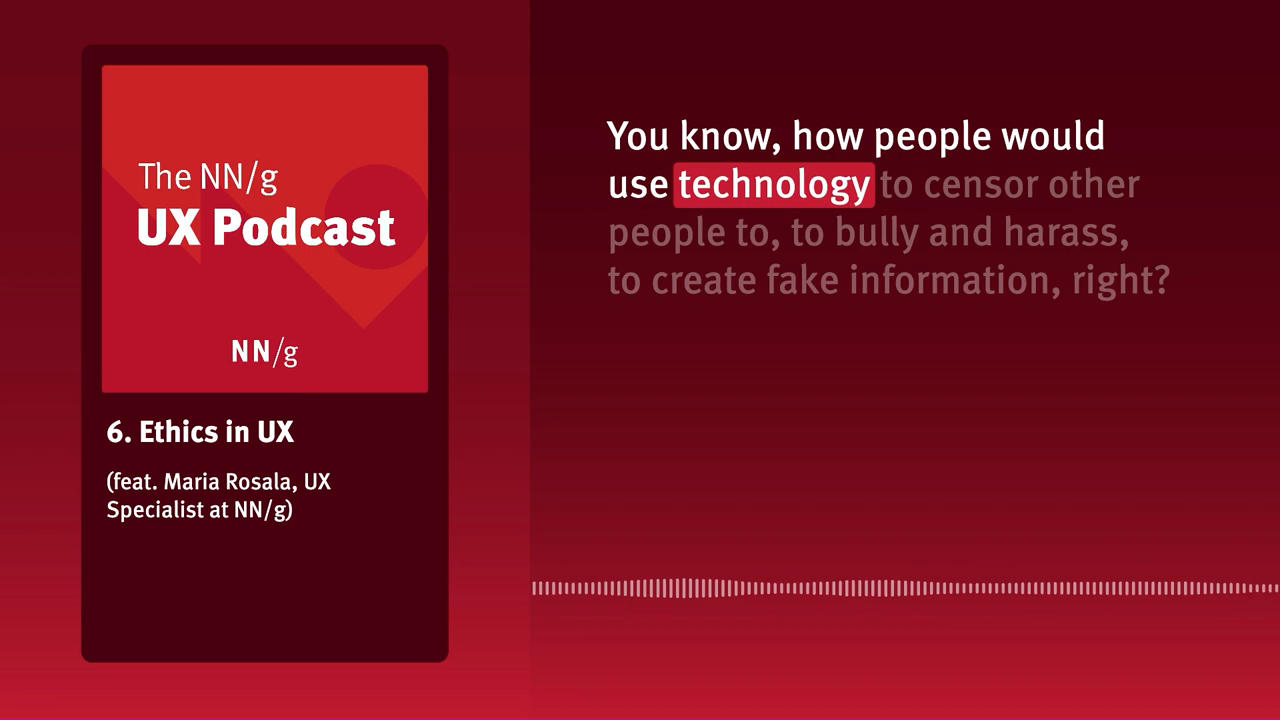 The NN/g
UX Podcast
NN/g
6. Ethics in UX
(feat. Maria Rosala, UX
Specialist at NN/g)
You know, how people would
use technology to censor other
people to, to bully and harass,
to create fake information, right?